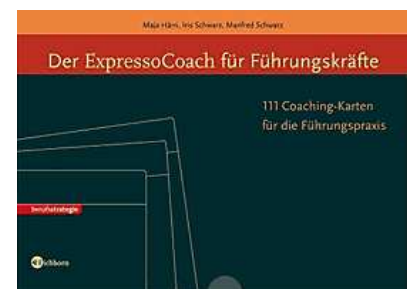 Maja Härri, Iris Schwarz, Manfred Schwarz
Der ExpressoCoach für Führungskräfte
111 Coaching-Karten
für die Führungspraxis
Berufsstrategie
Eichborn